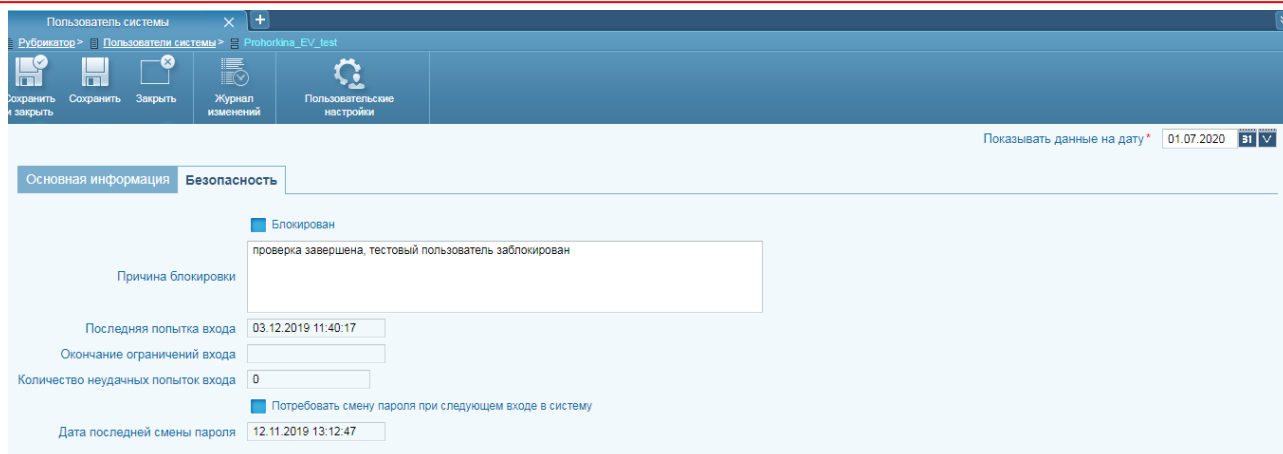 Пользователь системы
Рубрикатор > Пользователи системы > Prohorkina_EV_test
Сохранить и закрыть
Сохранить
Закрыть
Журнал изменений
Пользовательские настройки
Показывать данные на дату * 01.07.2020 31
Основная информация Безопасность
Блокирован
Причина блокировки проверка завершена, тестовый пользователь заблокирован
Последняя попытка входа 03.12.2019 11:40:17
Окончание ограничений входа
Количество неудачных попыток входа 0
Потребовать смену пароля при следующем входе в систему
Дата последней смены пароля 12.11.2019 13:12:47